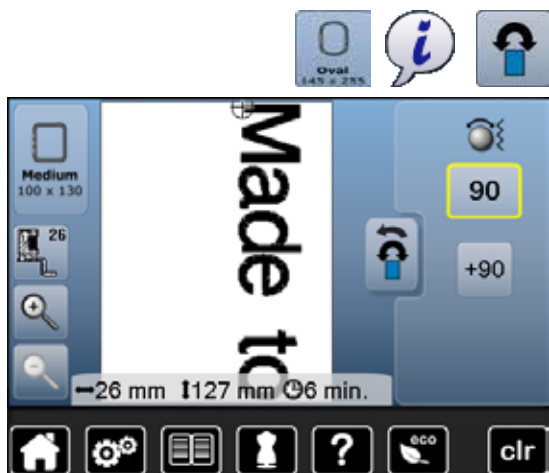 Oval
145 x 255
i
Medium
100 x 130
26
Made to
90
+90
26 mm 127 mm 6 min.
?
eco
clr